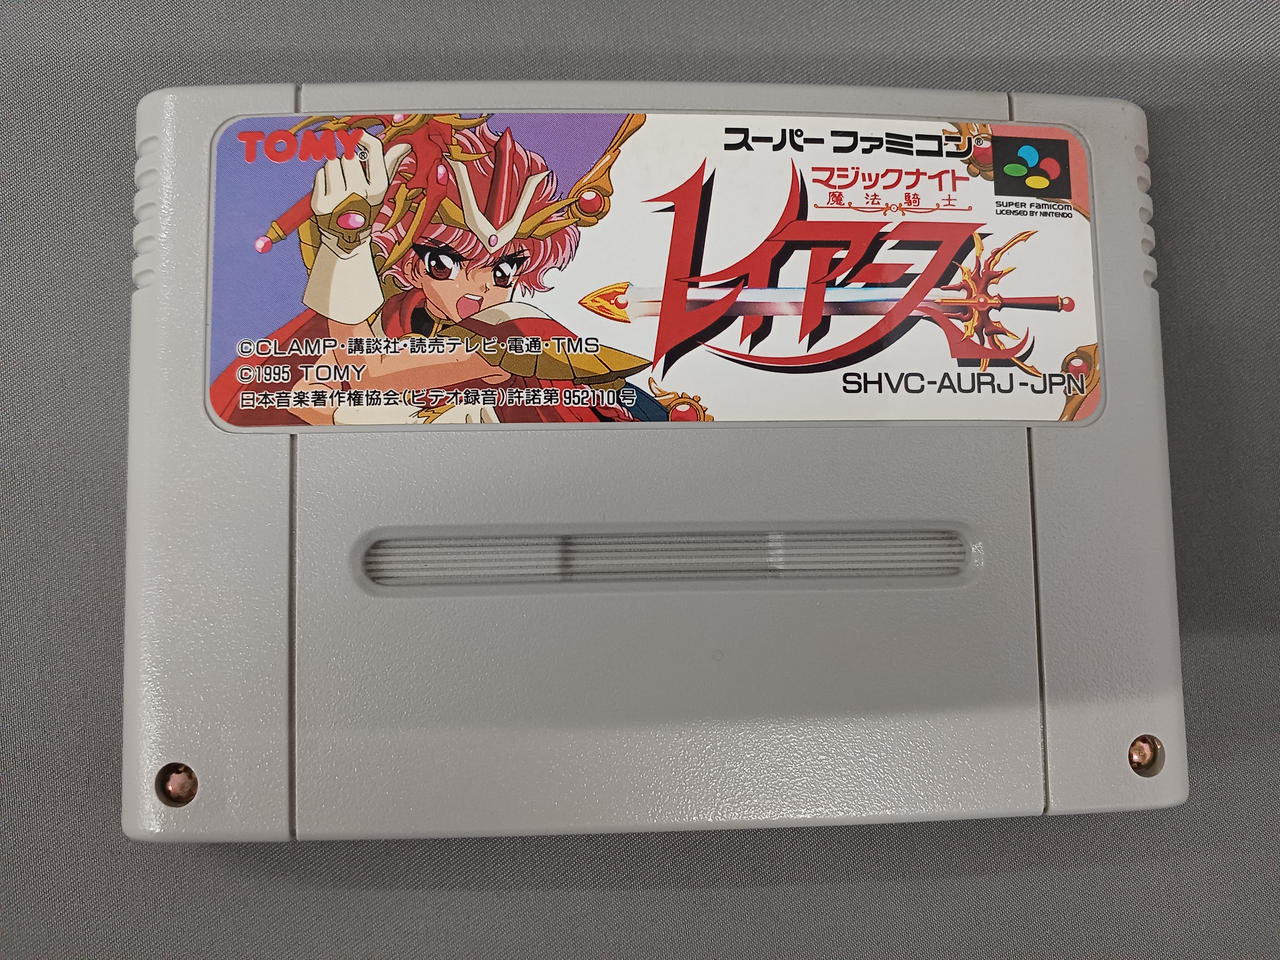 TOMY®
スーパーファミコン®
マジックナイト
魔法騎士
レイアース
SUPER FAMICOM
LICENSED BY NINTENDO
©CLAMP・講談社・読売テレビ・電通・TMS
©1995 TOMY
日本音楽著作権協会(ビデオ録音)許諾第952110号
SHVC-AURJ-JPN